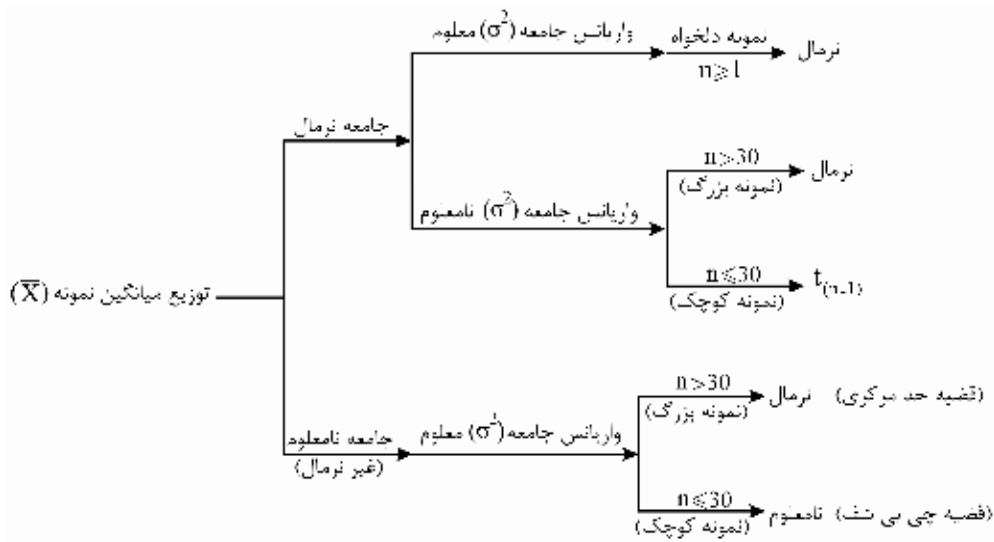 توزیع میانگین نمونه (X̅)
جامعه نرمال
واریانس جامعه (σ²) معلوم
نمونه دلخواه
n⩾1
نرمال
واریانس جامعه (σ²) نامعلوم
n>30
(نمونه بزرگ)
نرمال
n⩽30
(نمونه کوچک)
t(n-1)
جامعه نامعلوم
(غیر نرمال)
واریانس جامعه (σ²) معلوم
n>30
(نمونه بزرگ)
نرمال (قضیه حد مرکزی)
n⩽30
(نمونه کوچک)
نامعلوم (قضیه چی بی شف)